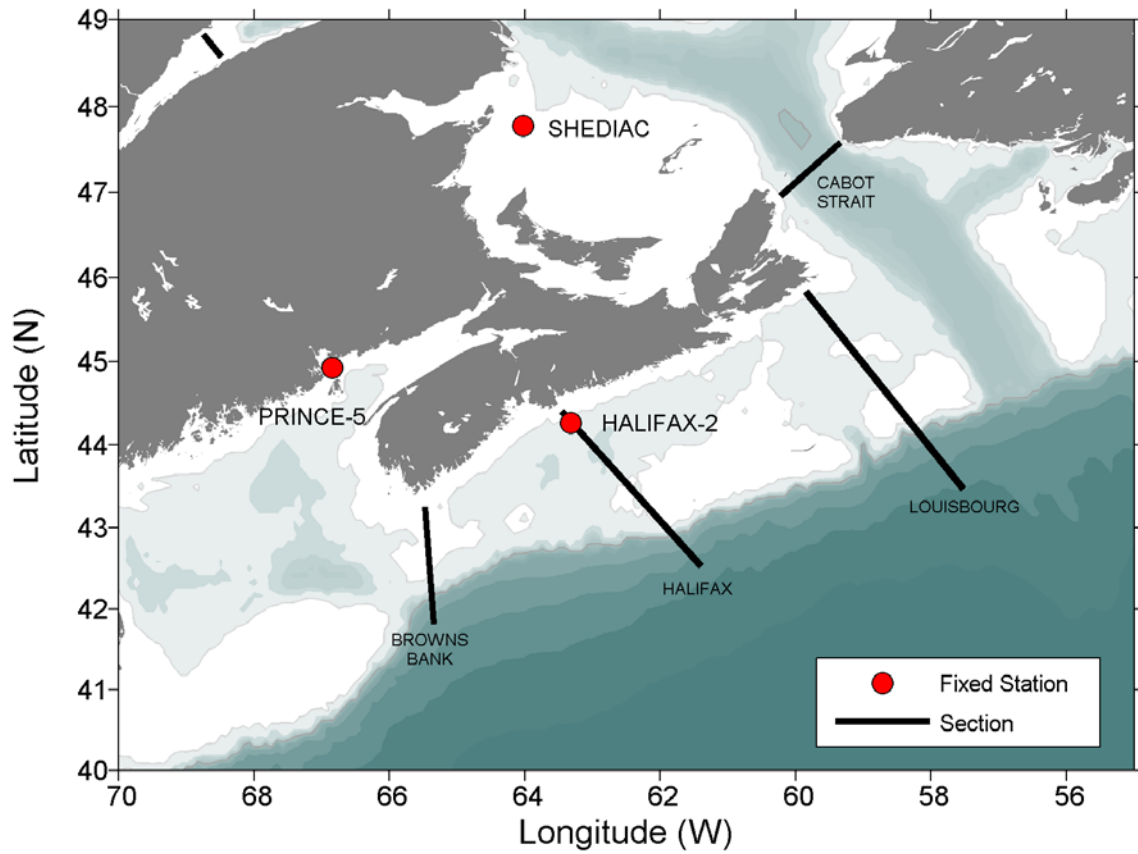 49
48
47
46
45
44
43
42
41
40
Latitude (N)
SHEDIAC
CABOT
STRAIT
PRINCE-5
HALIFAX-2
LOUISBOURG
HALIFAX
BROWNS
BANK
Fixed Station
Section
70 68 66 64 62 60 58 56
Longitude (W)